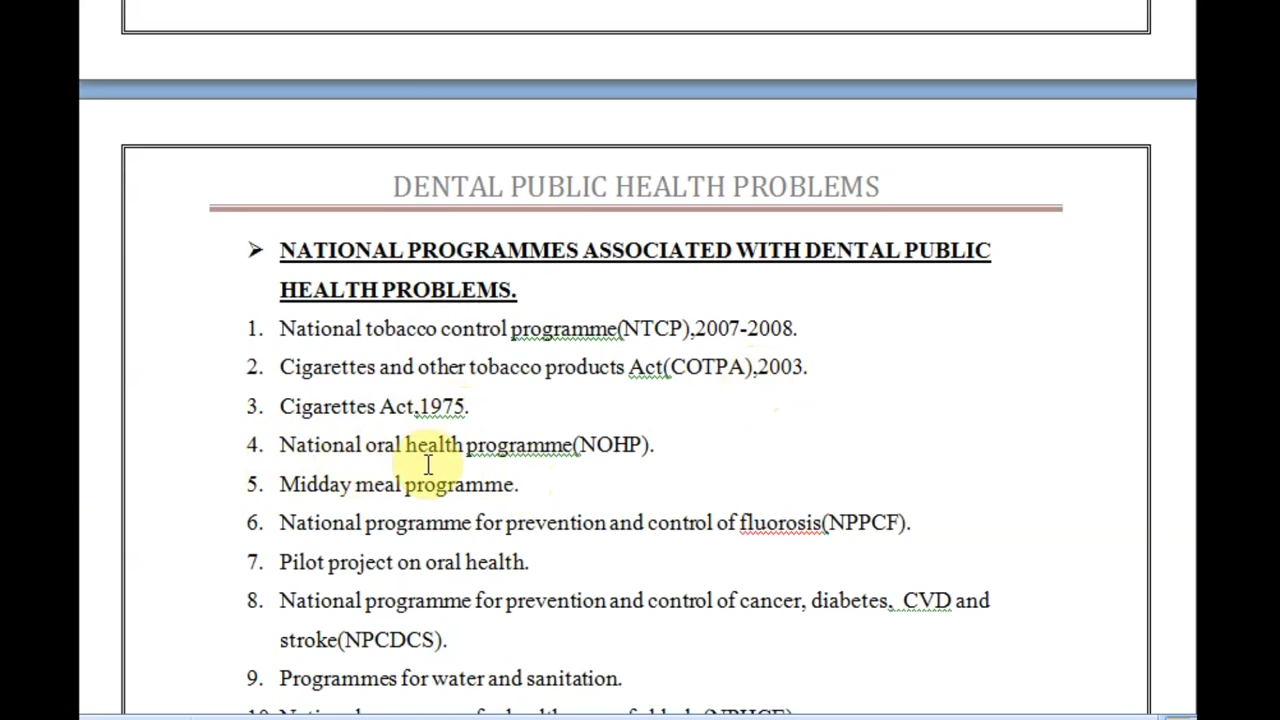 DENTAL PUBLIC HEALTH PROBLEMS
➢ NATIONAL PROGRAMMES ASSOCIATED WITH DENTAL PUBLIC
HEALTH PROBLEMS.
1. National tobacco control programme(NTCP),2007-2008.
2. Cigarettes and other tobacco products Act(COTPA),2003.
3. Cigarettes Act,1975.
4. National oral health programme(NOHP).
5. Midday meal programme.
6. National programme for prevention and control of fluorosis(NPPCF).
7. Pilot project on oral health.
8. National programme for prevention and control of cancer, diabetes, CVD and
stroke(NPCDCS).
9. Programmes for water and sanitation.